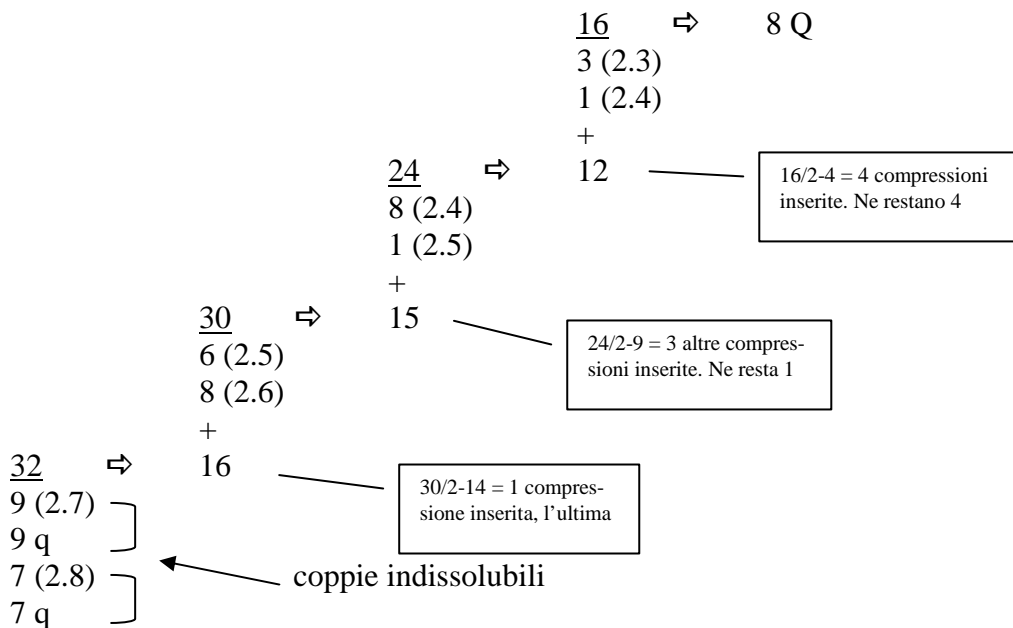 16 ⇨ 8 Q
3 (2.3)
1 (2.4)
+
24 ⇨ 12
16/2-4 = 4 compressioni
inserite. Ne restano 4
8 (2.4)
1 (2.5)
+
30 ⇨ 15
24/2-9 = 3 altre compres-
sioni inserite. Ne resta 1
6 (2.5)
8 (2.6)
+
32 ⇨ 16
30/2-14 = 1 compres-
sione inserita, l'ultima
9 (2.7)
9 q
7 (2.8)
7 q
coppie indissolubili